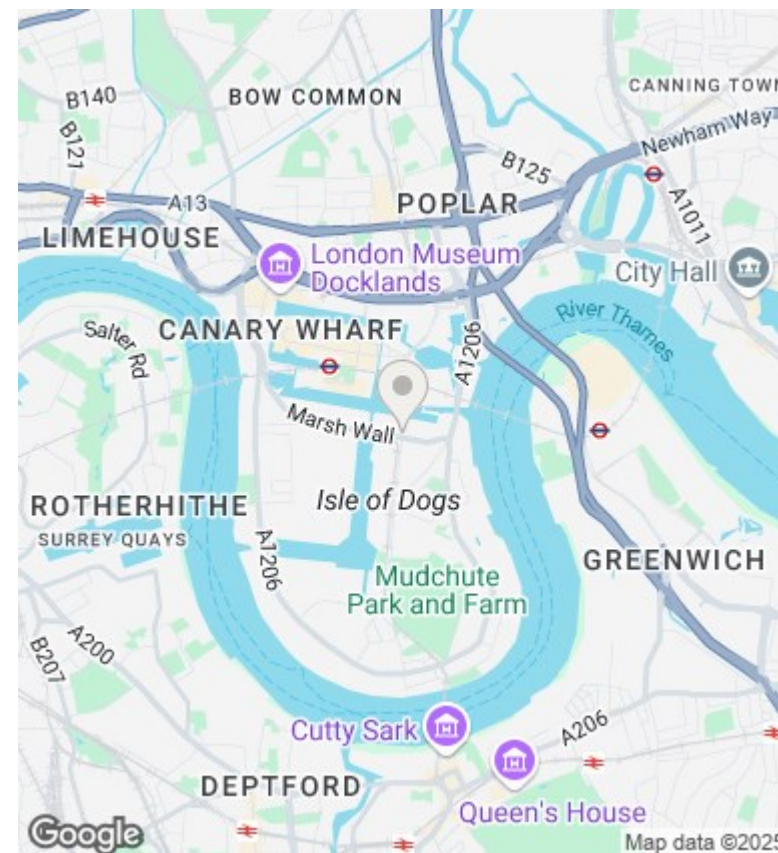 CANNING TOWN
B140
BOW COMMON
B121
Newham Way
B125
A13
POPLAR
A1011
LIMEHOUSE
London Museum
Docklands
City Hall
River Thames
Salter Rd
CANARY WHARF
A1206
Marsh Wall
ROTHERHITHE
SURREY QUAYS
Isle of Dogs
A1206
GREENWICH
Mudchute
Park and Farm
A200
B207
Cutty Sark
A206
DEPTFORD
Queen's House
Google
Map data ©2025